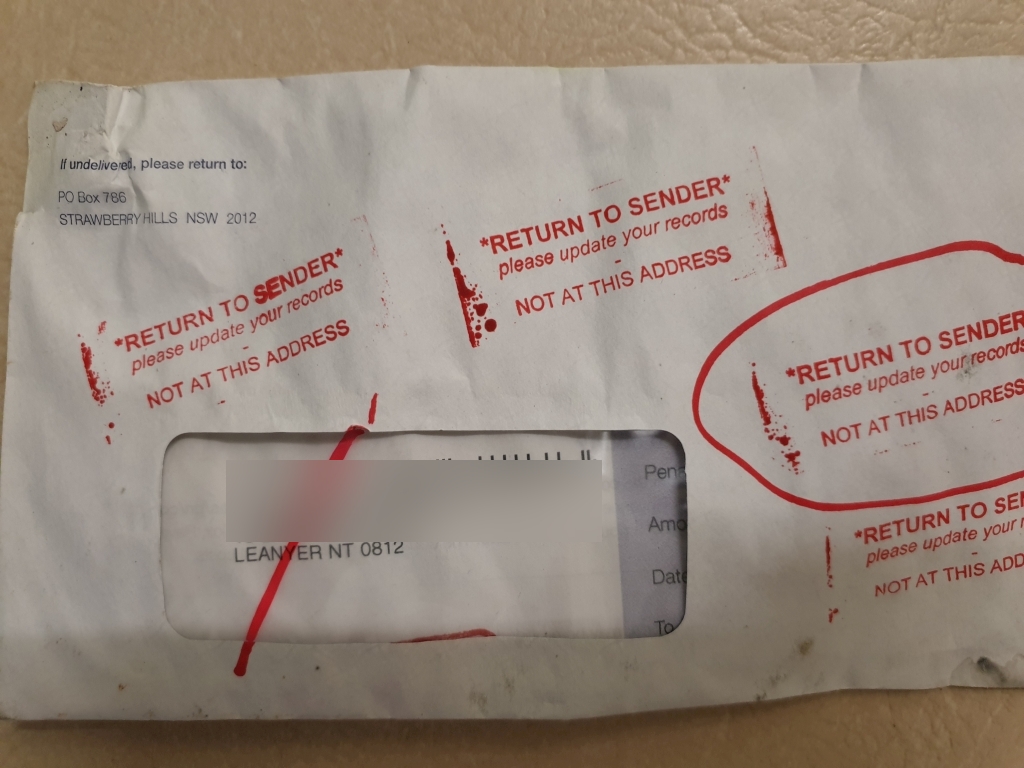 If undelivered, please return to:
PO Box 786
STRAWBERRY HILLS NSW 2012
*RETURN TO SENDER*
please update your records
-
NOT AT THIS ADDRESS
*RETURN TO SENDER*
please update your records
-
NOT AT THIS ADDRESS
*RETURN TO SENDER
please update your records
-
NOT AT THIS ADDRESS
*RETURN TO SE
please update your
-
NOT AT THIS ADD
LEANYER NT 0812
Pen
Amo
Date
To